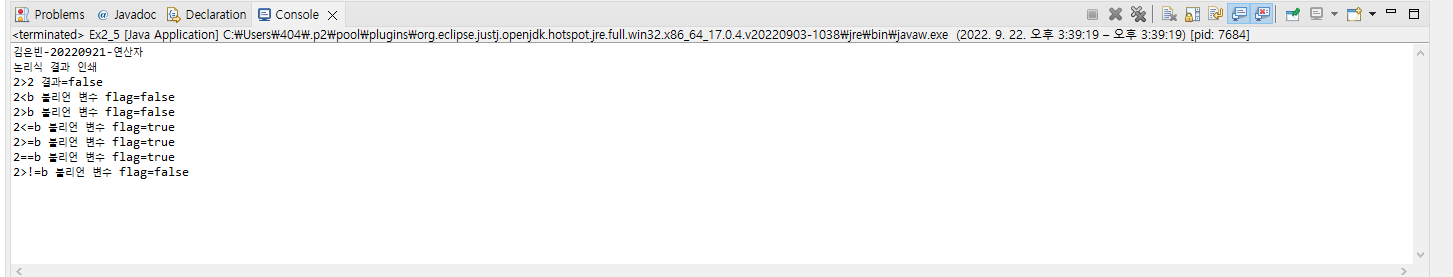 Problems @ Javadoc Declaration Console
<terminated> Ex2_5 [Java Application] C:₩Users₩404₩.p2₩pool₩plugins₩org.eclipse.justj.openjdk.hotspot.jre.full.win32.x86_64_17.0.4.v20220903-1038₩jre₩bin₩javaw.exe (2022. 9. 22. 오후 3:39:19 – 오후 3:39:19) [pid: 7684]
김은빈-20220921-연산자
논리식 결과 인쇄
2>2 결과=false
2<b 불리언 변수 flag=false
2>b 불리언 변수 flag=false
2<=b 불리언 변수 flag=true
2>=b 불리언 변수 flag=true
2==b 불리언 변수 flag=true
2>!=b 불리언 변수 flag=false